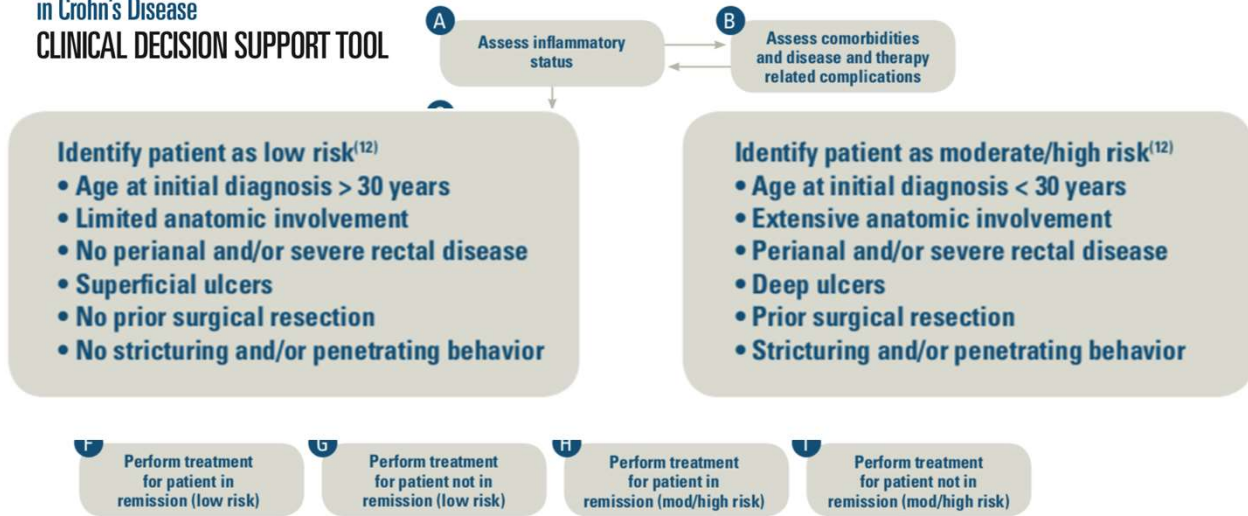 in Crohn's Disease
CLINICAL DECISION SUPPORT TOOL
A
Assess inflammatory
status
B
Assess comorbidities
and disease and therapy
related complications
Identify patient as low risk(12)
• Age at initial diagnosis > 30 years
• Limited anatomic involvement
• No perianal and/or severe rectal disease
• Superficial ulcers
• No prior surgical resection
• No stricturing and/or penetrating behavior
Identify patient as moderate/high risk(12)
• Age at initial diagnosis < 30 years
• Extensive anatomic involvement
• Perianal and/or severe rectal disease
• Deep ulcers
• Prior surgical resection
• Stricturing and/or penetrating behavior
F
Perform treatment
for patient in
remission (low risk)
G
Perform treatment
for patient not in
remission (low risk)
H
Perform treatment
for patient in
remission (mod/high risk)
I
Perform treatment
for patient not in
remission (mod/high risk)